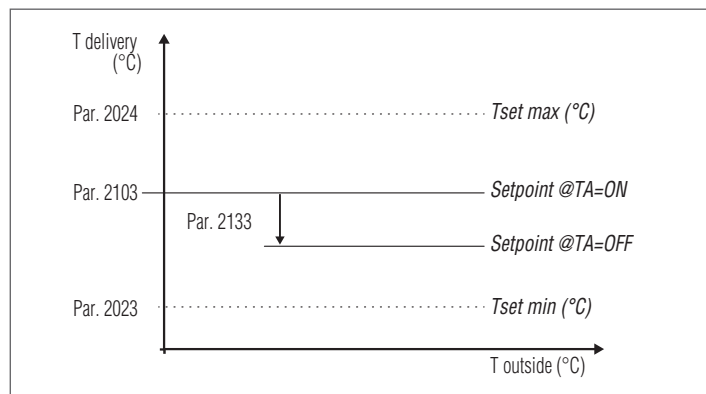 T delivery
(°C)
Par. 2024
Tset max (°C)
Par. 2103
Setpoint @TA=ON
Par. 2133
Setpoint @TA=OFF
Par. 2023
Tset min (°C)
T outside (°C)